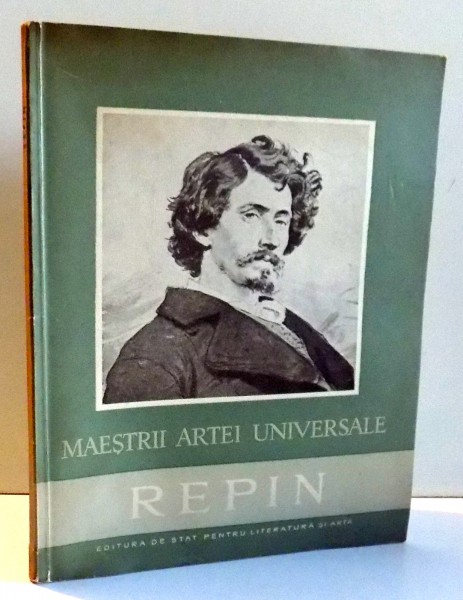 MAEȘTRII ARTEI UNIVERSALE
REPIN
EDITURA DE STAT PENTRU LITERATURĂ ȘI ARTĂ